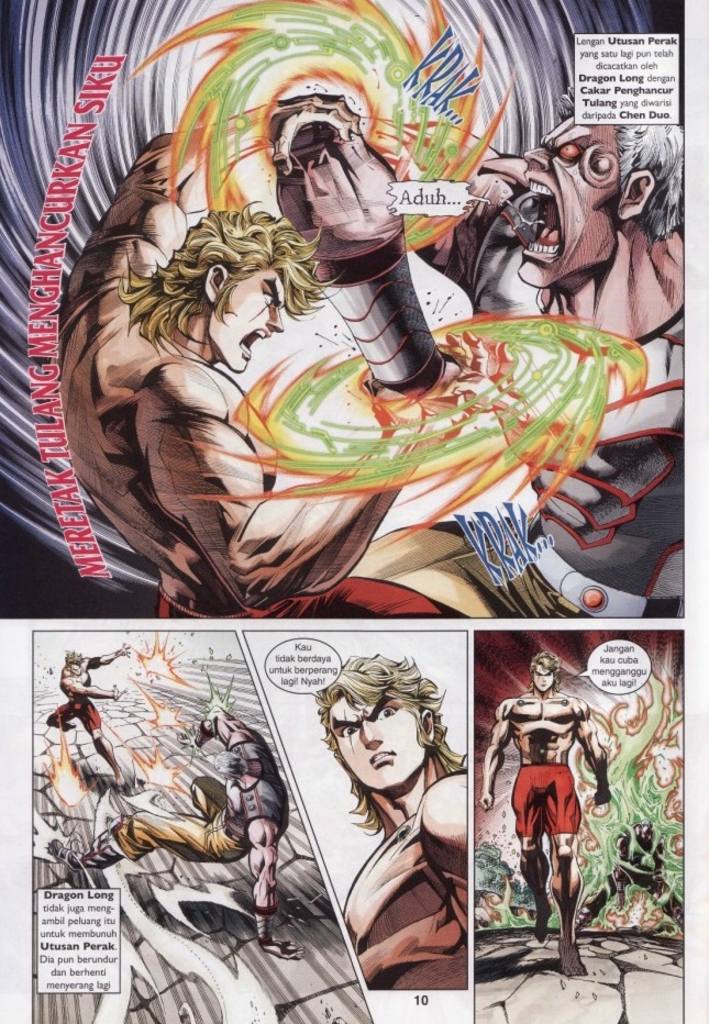 Lengan Utusan Perak
yang satu lagi pun telah
dicacatkan oleh
Dragon Long dengan
Cakar Penghancur
Tulang yang diwarisi
daripada Chen Duo.
MERETAK TULANG MENGHANCURKAN SIKU
KRAK...
Aduh...
KRAK...
Dragon Long
tidak juga meng-
ambil peluang itu
untuk membunuh
Utusan Perak.
Dia pun berundur
dan berhenti
menyerang lagi
Kau
tidak berdaya
untuk berperang
lagi! Nyah!
Jangan
kau cuba
mengganggu
aku lagi!
10